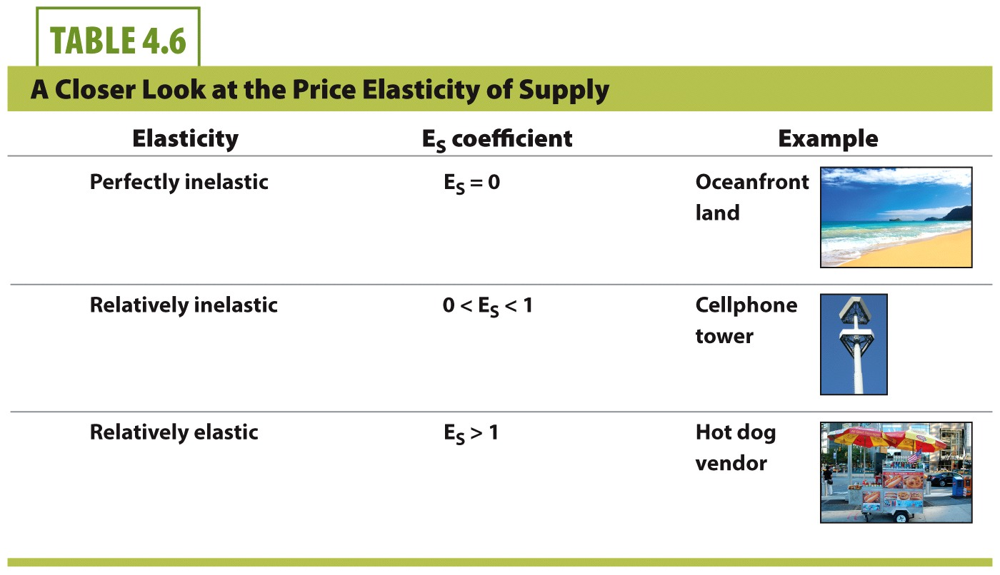 TABLE 4.6
A Closer Look at the Price Elasticity of Supply
Elasticity E_S coefficient Example
Perfectly inelastic E_S = 0 Oceanfront
land
Relatively inelastic 0 < E_S < 1 Cellphone
tower
Relatively elastic E_S > 1 Hot dog
vendor